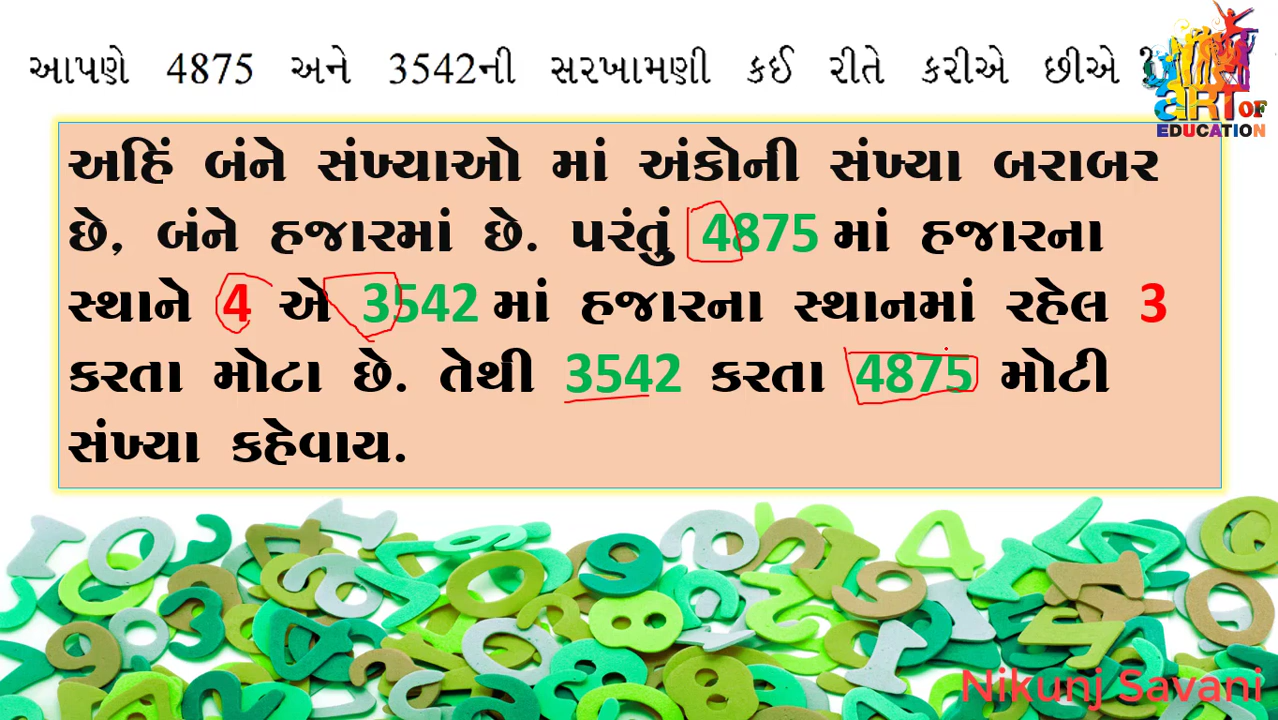 આપણે 4875 અને 3542ની સરખામણી કઈ રીતે કરીએ છીએ ?
ART OF
EDUCATION
અહિં બંને સંખ્યાઓ માં અંકોની સંખ્યા બરાબર
છે, બંને હજારમાં છે. પરંતું 4875 માં હજારના
સ્થાને 4 એ 3542 માં હજારના સ્થાનમાં રહેલ 3
કરતા મોટા છે. તેથી 3542 કરતા 4875 મોટી
સંખ્યા કહેવાય.
Nikunj Savani